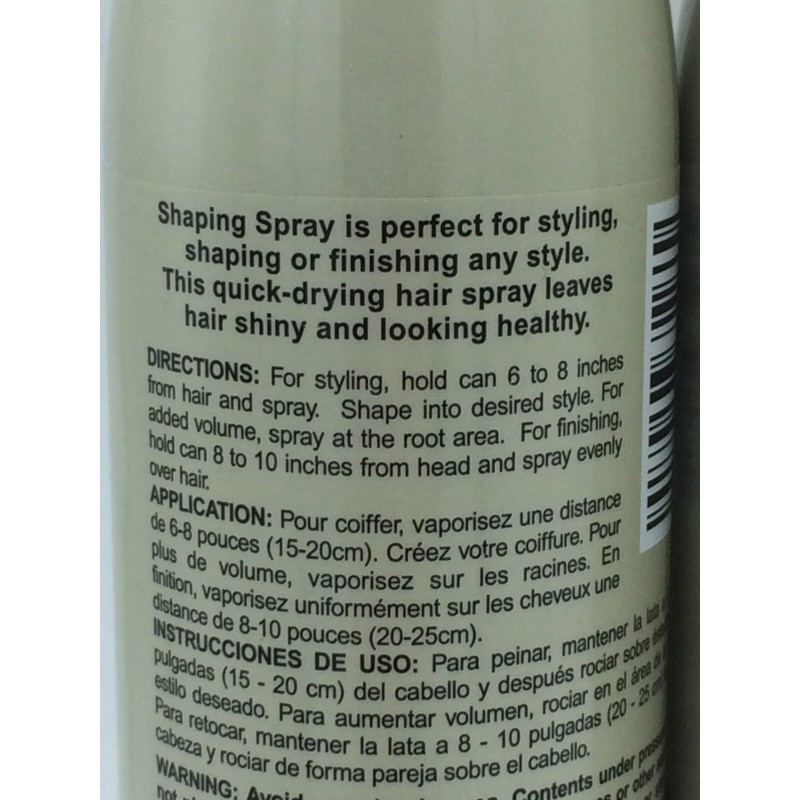 Shaping Spray is perfect for styling,
shaping or finishing any style.
This quick-drying hair spray leaves
hair shiny and looking healthy.
DIRECTIONS: For styling, hold can 6 to 8 inches
from hair and spray. Shape into desired style. For
added volume, spray at the root area. For finishing,
hold can 8 to 10 inches from head and spray evenly
over hair.
APPLICATION: Pour coiffer, vaporisez une distance
de 6-8 pouces (15-20cm). Créez votre coiffure. Pour
plus de volume, vaporisez sur les racines. En
finition, vaporisez uniformément sur les cheveux une
distance de 8-10 pouces (20-25cm).
INSTRUCCIONES DE USO: Para peinar, mantener la lata
pulgadas (15 - 20 cm) del cabello y después rociar sobre
estilo deseado. Para aumentar volumen, rociar en el área de
Para retocar, mantener la lata a 8 - 10 pulgadas (20 - 25 cm)
cabeza y rociar de forma pareja sobre el cabello.
WARNING: Avoid Contents under
or other